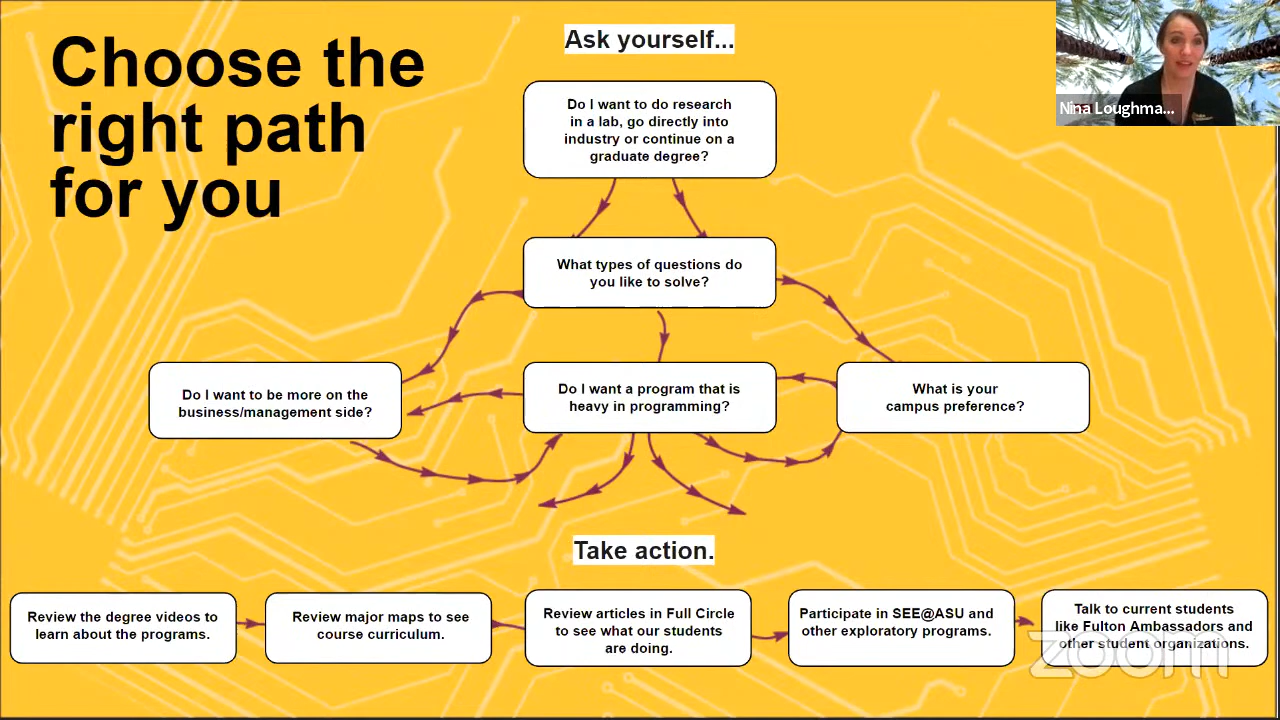 Choose the
right path
for you
Ask yourself...
Nina Loughma...
Do I want to do research
in a lab, go directly into
industry or continue on a
graduate degree?
What types of questions do
you like to solve?
Do I want to be more on the
business/management side?
Do I want a program that is
heavy in programming?
What is your
campus preference?
Take action.
Review the degree videos to
learn about the programs.
Review major maps to see
course curriculum.
Review articles in Full Circle
to see what our students
are doing.
Participate in SEE@ASU and
other exploratory programs.
Talk to current students
like Fulton Ambassadors and
other student organizations.
zoom